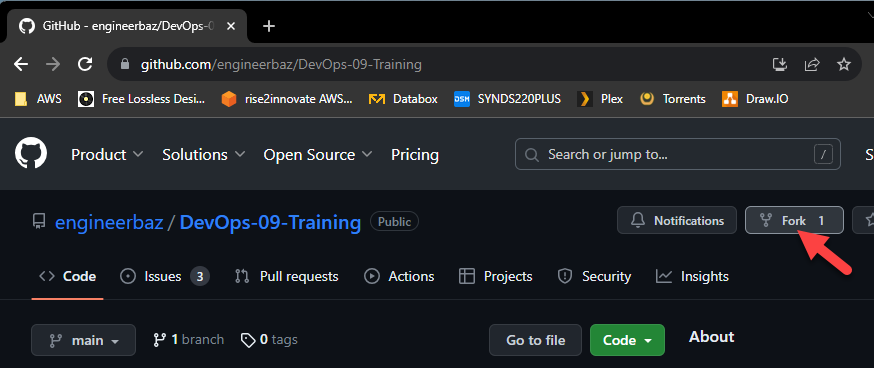 GitHub - engineerbaz/DevOps-09
github.com/engineerbaz/DevOps-09-Training
AWS Free Lossless Desi... rise2innovate AWS... Databox DSM SYNDS220PLUS Plex Torrents Draw.IO
Product Solutions Open Source Pricing Search or jump to... / S
engineerbaz / DevOps-09-Training Public Notifications Fork 1
Code Issues 3 Pull requests Actions Projects Security Insights
main 1 branch 0 tags Go to file Code About